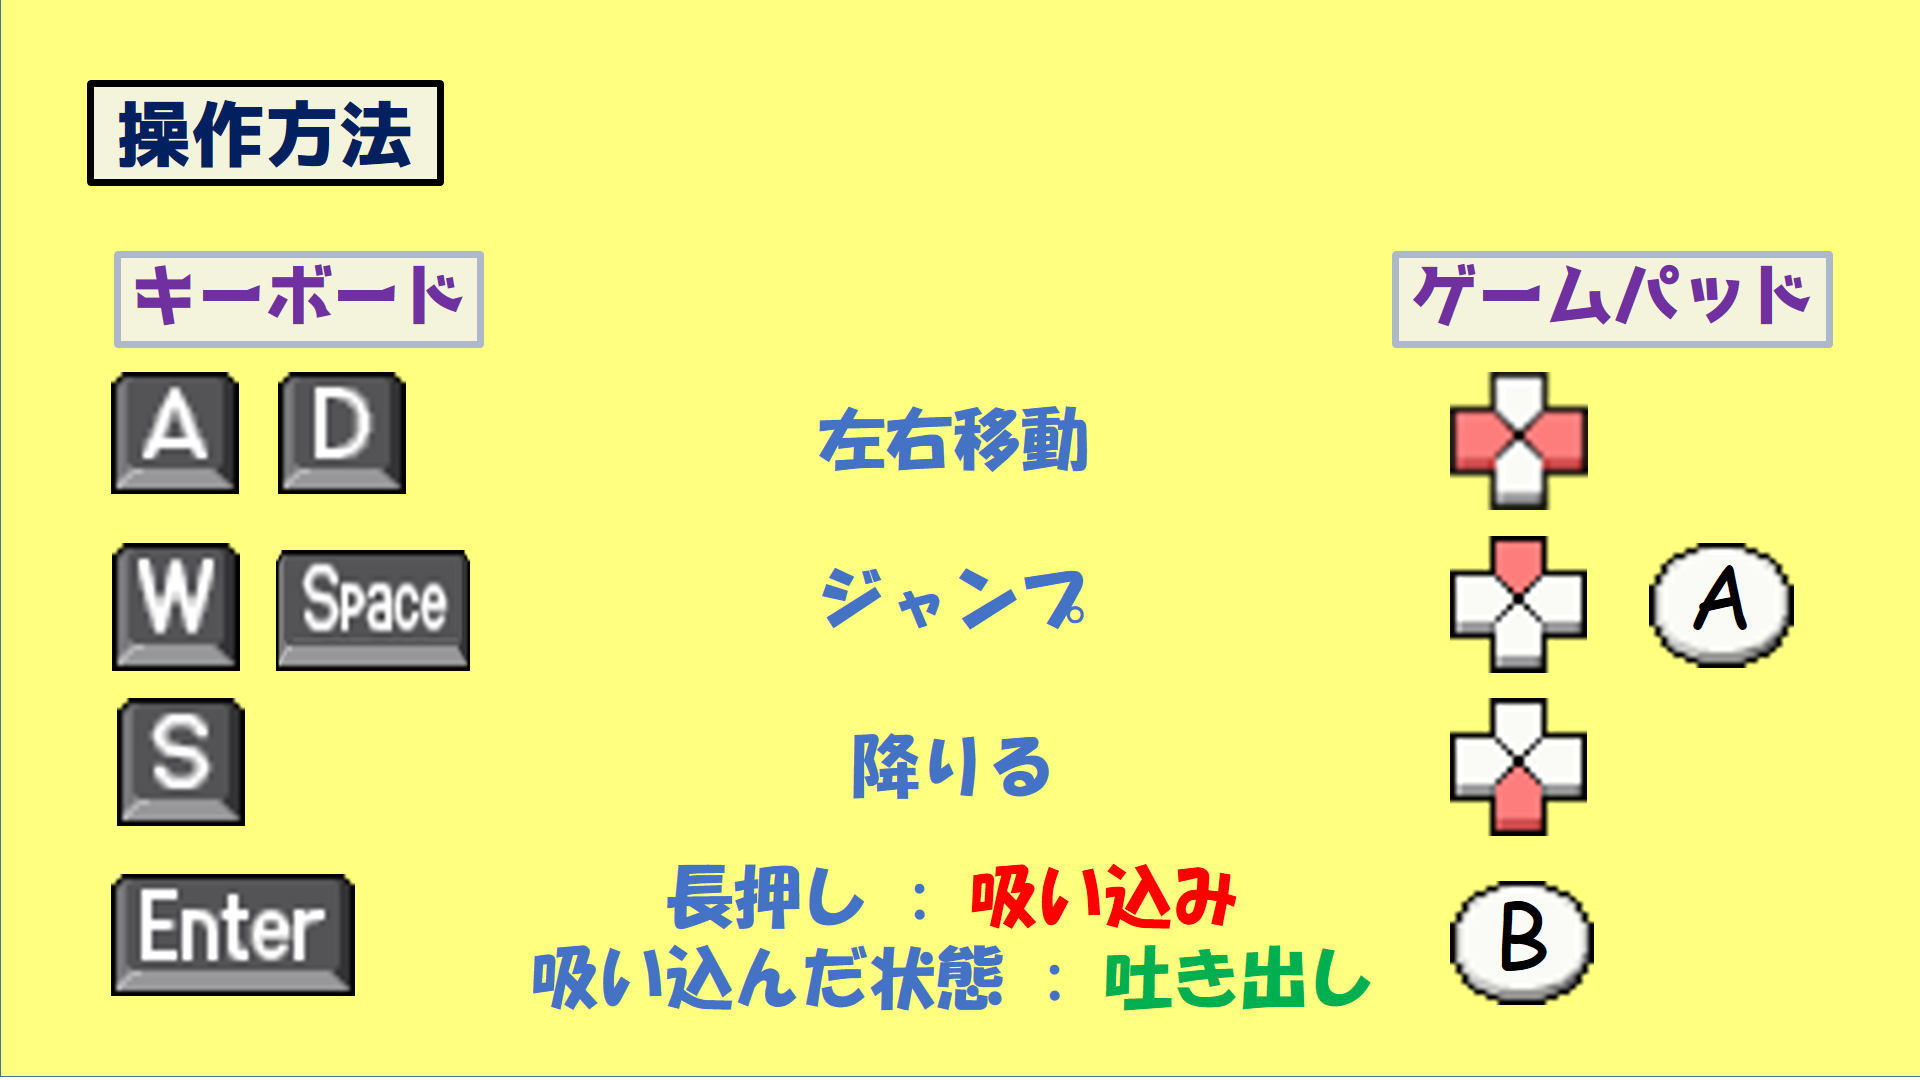 操作方法
キーボード
ゲームパッド
A D 左右移動
W Space ジャンプ A
S 降りる
Enter 長押し : 吸い込み B
吸い込んだ状態 : 吐き出し